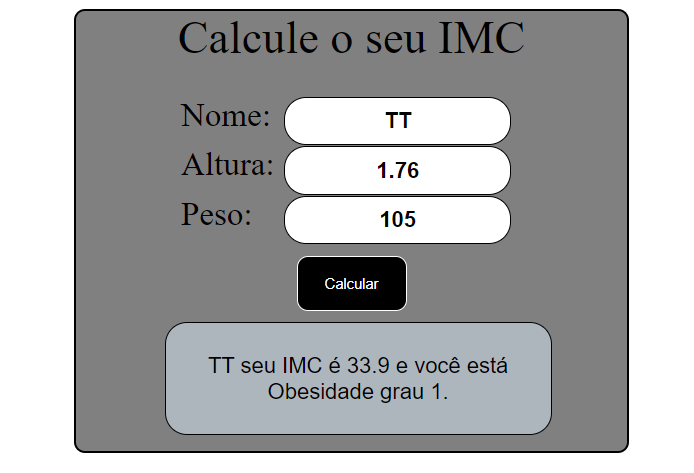 Calcule o seu IMC
Nome: TT
Altura: 1.76
Peso: 105
Calcular
TT seu IMC é 33.9 e você está
Obesidade grau 1.